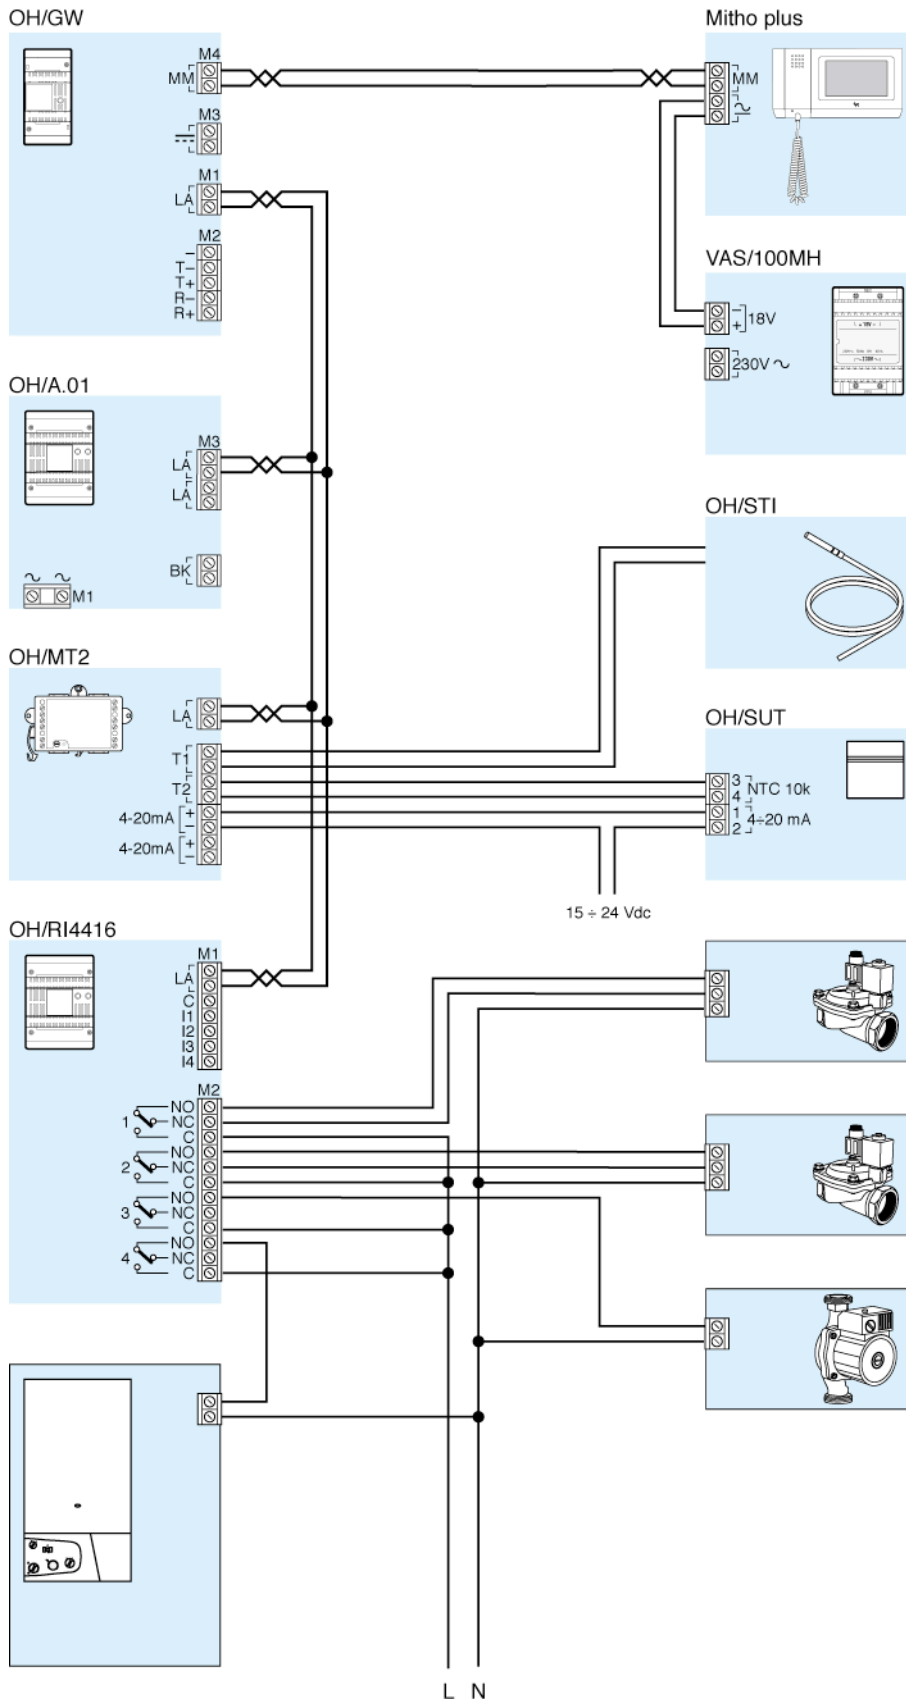 OH/GW
M4
MM
M3
M1
LA
M2
–
T–
T+
R–
R+
Mitho plus
MM
VAS/100MH
–
+
18V
230V ~
OH/A.01
M3
LA
LA
BK
~ ~
M1
OH/STI
OH/MT2
LA
T1
T2
4-20mA
+
–
4-20mA
+
–
OH/SUT
3
4
NTC 10k
1
2
4÷20 mA
15 ÷ 24 Vdc
OH/RI4416
M1
LA
C
I1
I2
I3
I4
M2
1
NO
NC
C
2
NO
NC
C
3
NO
NC
C
4
NO
NC
C
L N